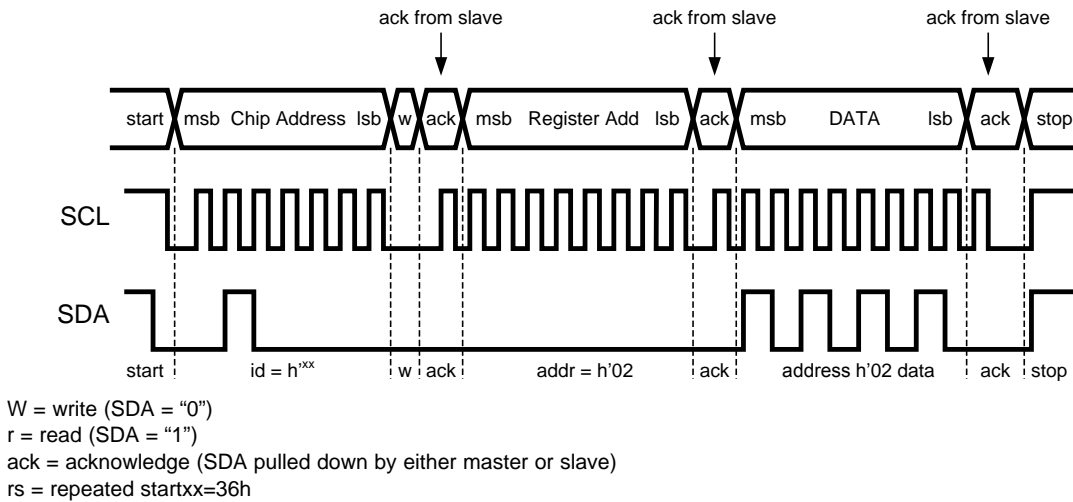 ack from slave ack from slave ack from slave
start msb Chip Address lsb w ack msb Register Add lsb ack msb DATA lsb ack stop
SCL
SDA
start id = h'xx w ack addr = h'02 ack address h'02 data ack stop
W = write (SDA = “0”)
r = read (SDA = “1”)
ack = acknowledge (SDA pulled down by either master or slave)
rs = repeated startxx=36h